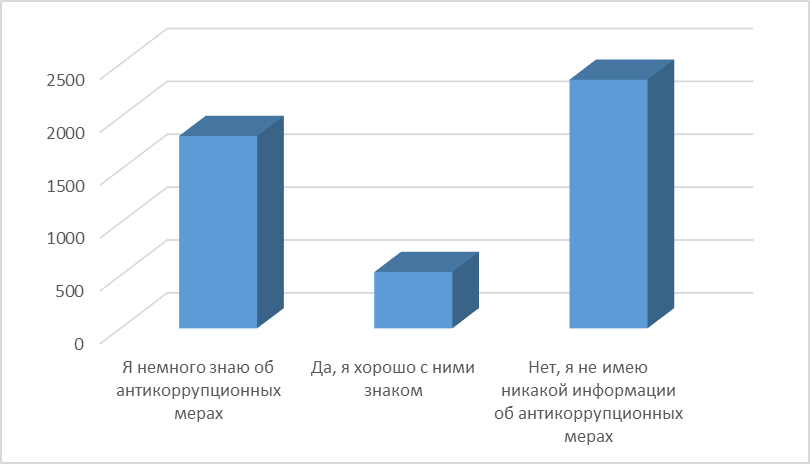 2500
2000
1500
1000
500
0
Я немного знаю об
антикоррупционных
мерах
Да, я хорошо с ними
знаком
Нет, я не имею
никакой информации
об антикоррупционных
мерах